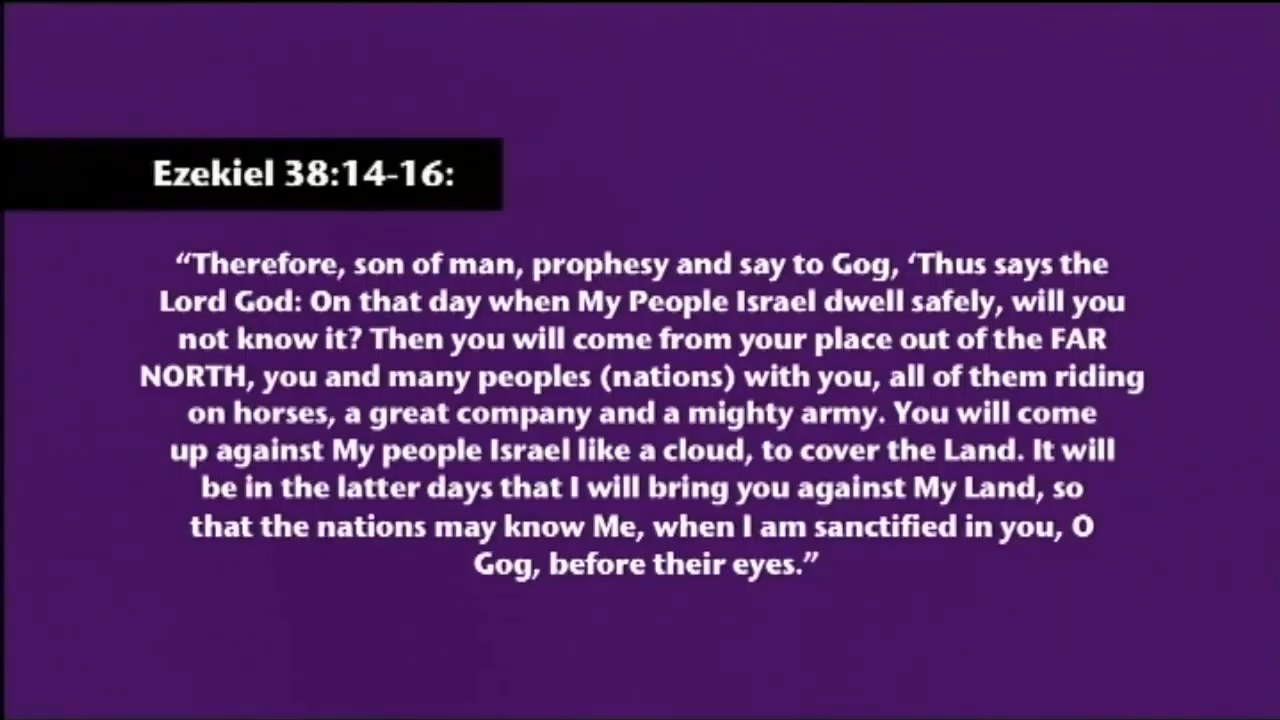 Ezekiel 38:14-16:
“Therefore, son of man, prophesy and say to Gog, ‘Thus says the
Lord God: On that day when My People Israel dwell safely, will you
not know it? Then you will come from your place out of the FAR
NORTH, you and many peoples (nations) with you, all of them riding
on horses, a great company and a mighty army. You will come
up against My people Israel like a cloud, to cover the Land. It will
be in the latter days that I will bring you against My Land, so
that the nations may know Me, when I am sanctified in you, O
Gog, before their eyes.”